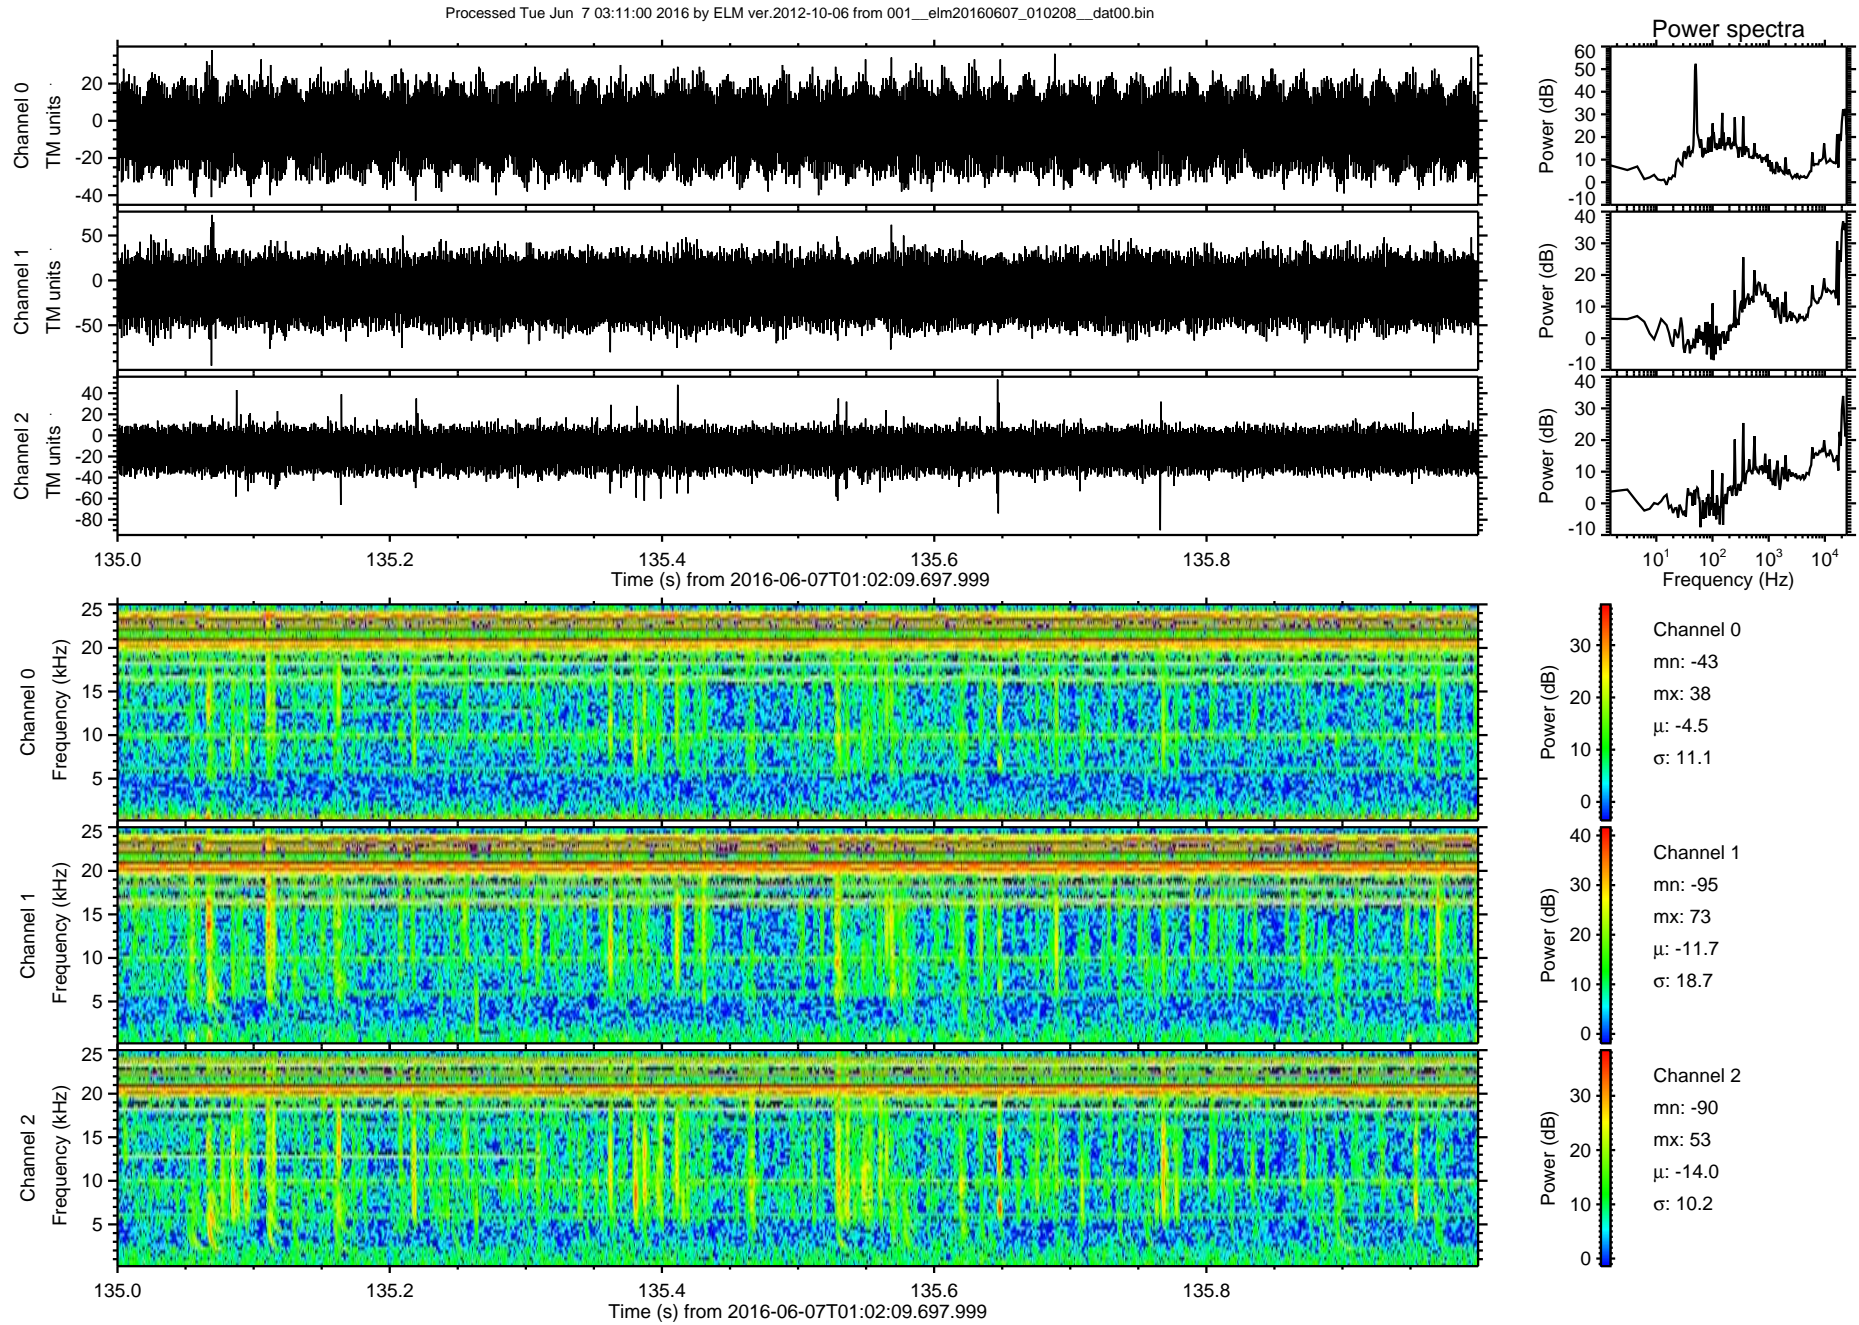 Processed Tue Jun 7 03:11:00 2016 by ELM ver.2012-10-06 from 001__elm20160607_010208__dat00.bin
Power spectra
Channel 0
TM units
20
0
-20
-40
Power (dB)
60
50
40
30
20
10
0
-10
Channel 1
TM units
50
0
-50
Power (dB)
40
30
20
10
0
-10
Channel 2
TM units
40
20
0
-20
-40
-60
-80
Power (dB)
40
30
20
10
0
-10
135.0 135.2 135.4 135.6 135.8
Time (s) from 2016-06-07T01:02:09.697.999
10^1 10^2 10^3 10^4
Frequency (Hz)
Channel 0
Frequency (kHz)
25
20
15
10
5
Power (dB)
30
20
10
0
Channel 0
mn: -43
mx: 38
μ: -4.5
σ: 11.1
Channel 1
Frequency (kHz)
25
20
15
10
5
Power (dB)
40
30
20
10
0
Channel 1
mn: -95
mx: 73
μ: -11.7
σ: 18.7
Channel 2
Frequency (kHz)
25
20
15
10
5
Power (dB)
30
20
10
0
Channel 2
mn: -90
mx: 53
μ: -14.0
σ: 10.2
135.0 135.2 135.4 135.6 135.8
Time (s) from 2016-06-07T01:02:09.697.999